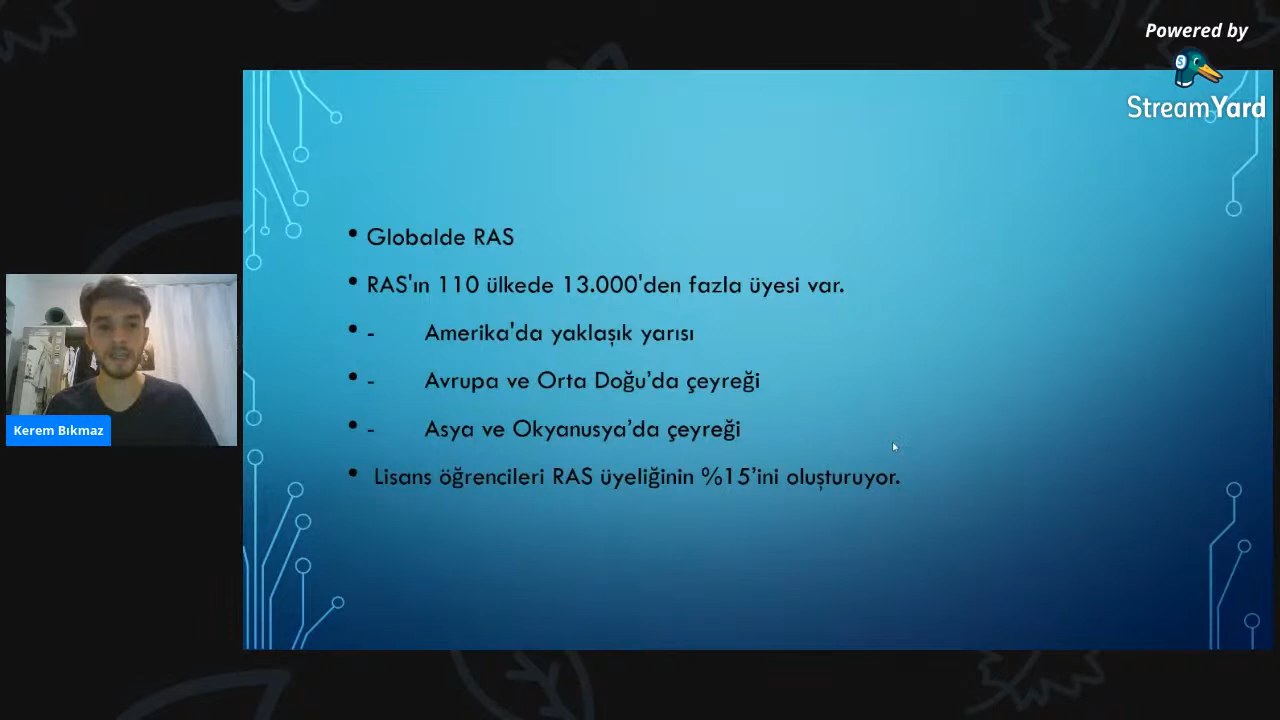 Powered by
StreamYard
• Globalde RAS
• RAS'ın 110 ülkede 13.000'den fazla üyesi var.
• - Amerika'da yaklaşık yarısı
• - Avrupa ve Orta Doğu’da çeyreği
• - Asya ve Okyanusya’da çeyreği
• Lisans öğrencileri RAS üyeliğinin %15’ini oluşturuyor.
Kerem Bıkmaz